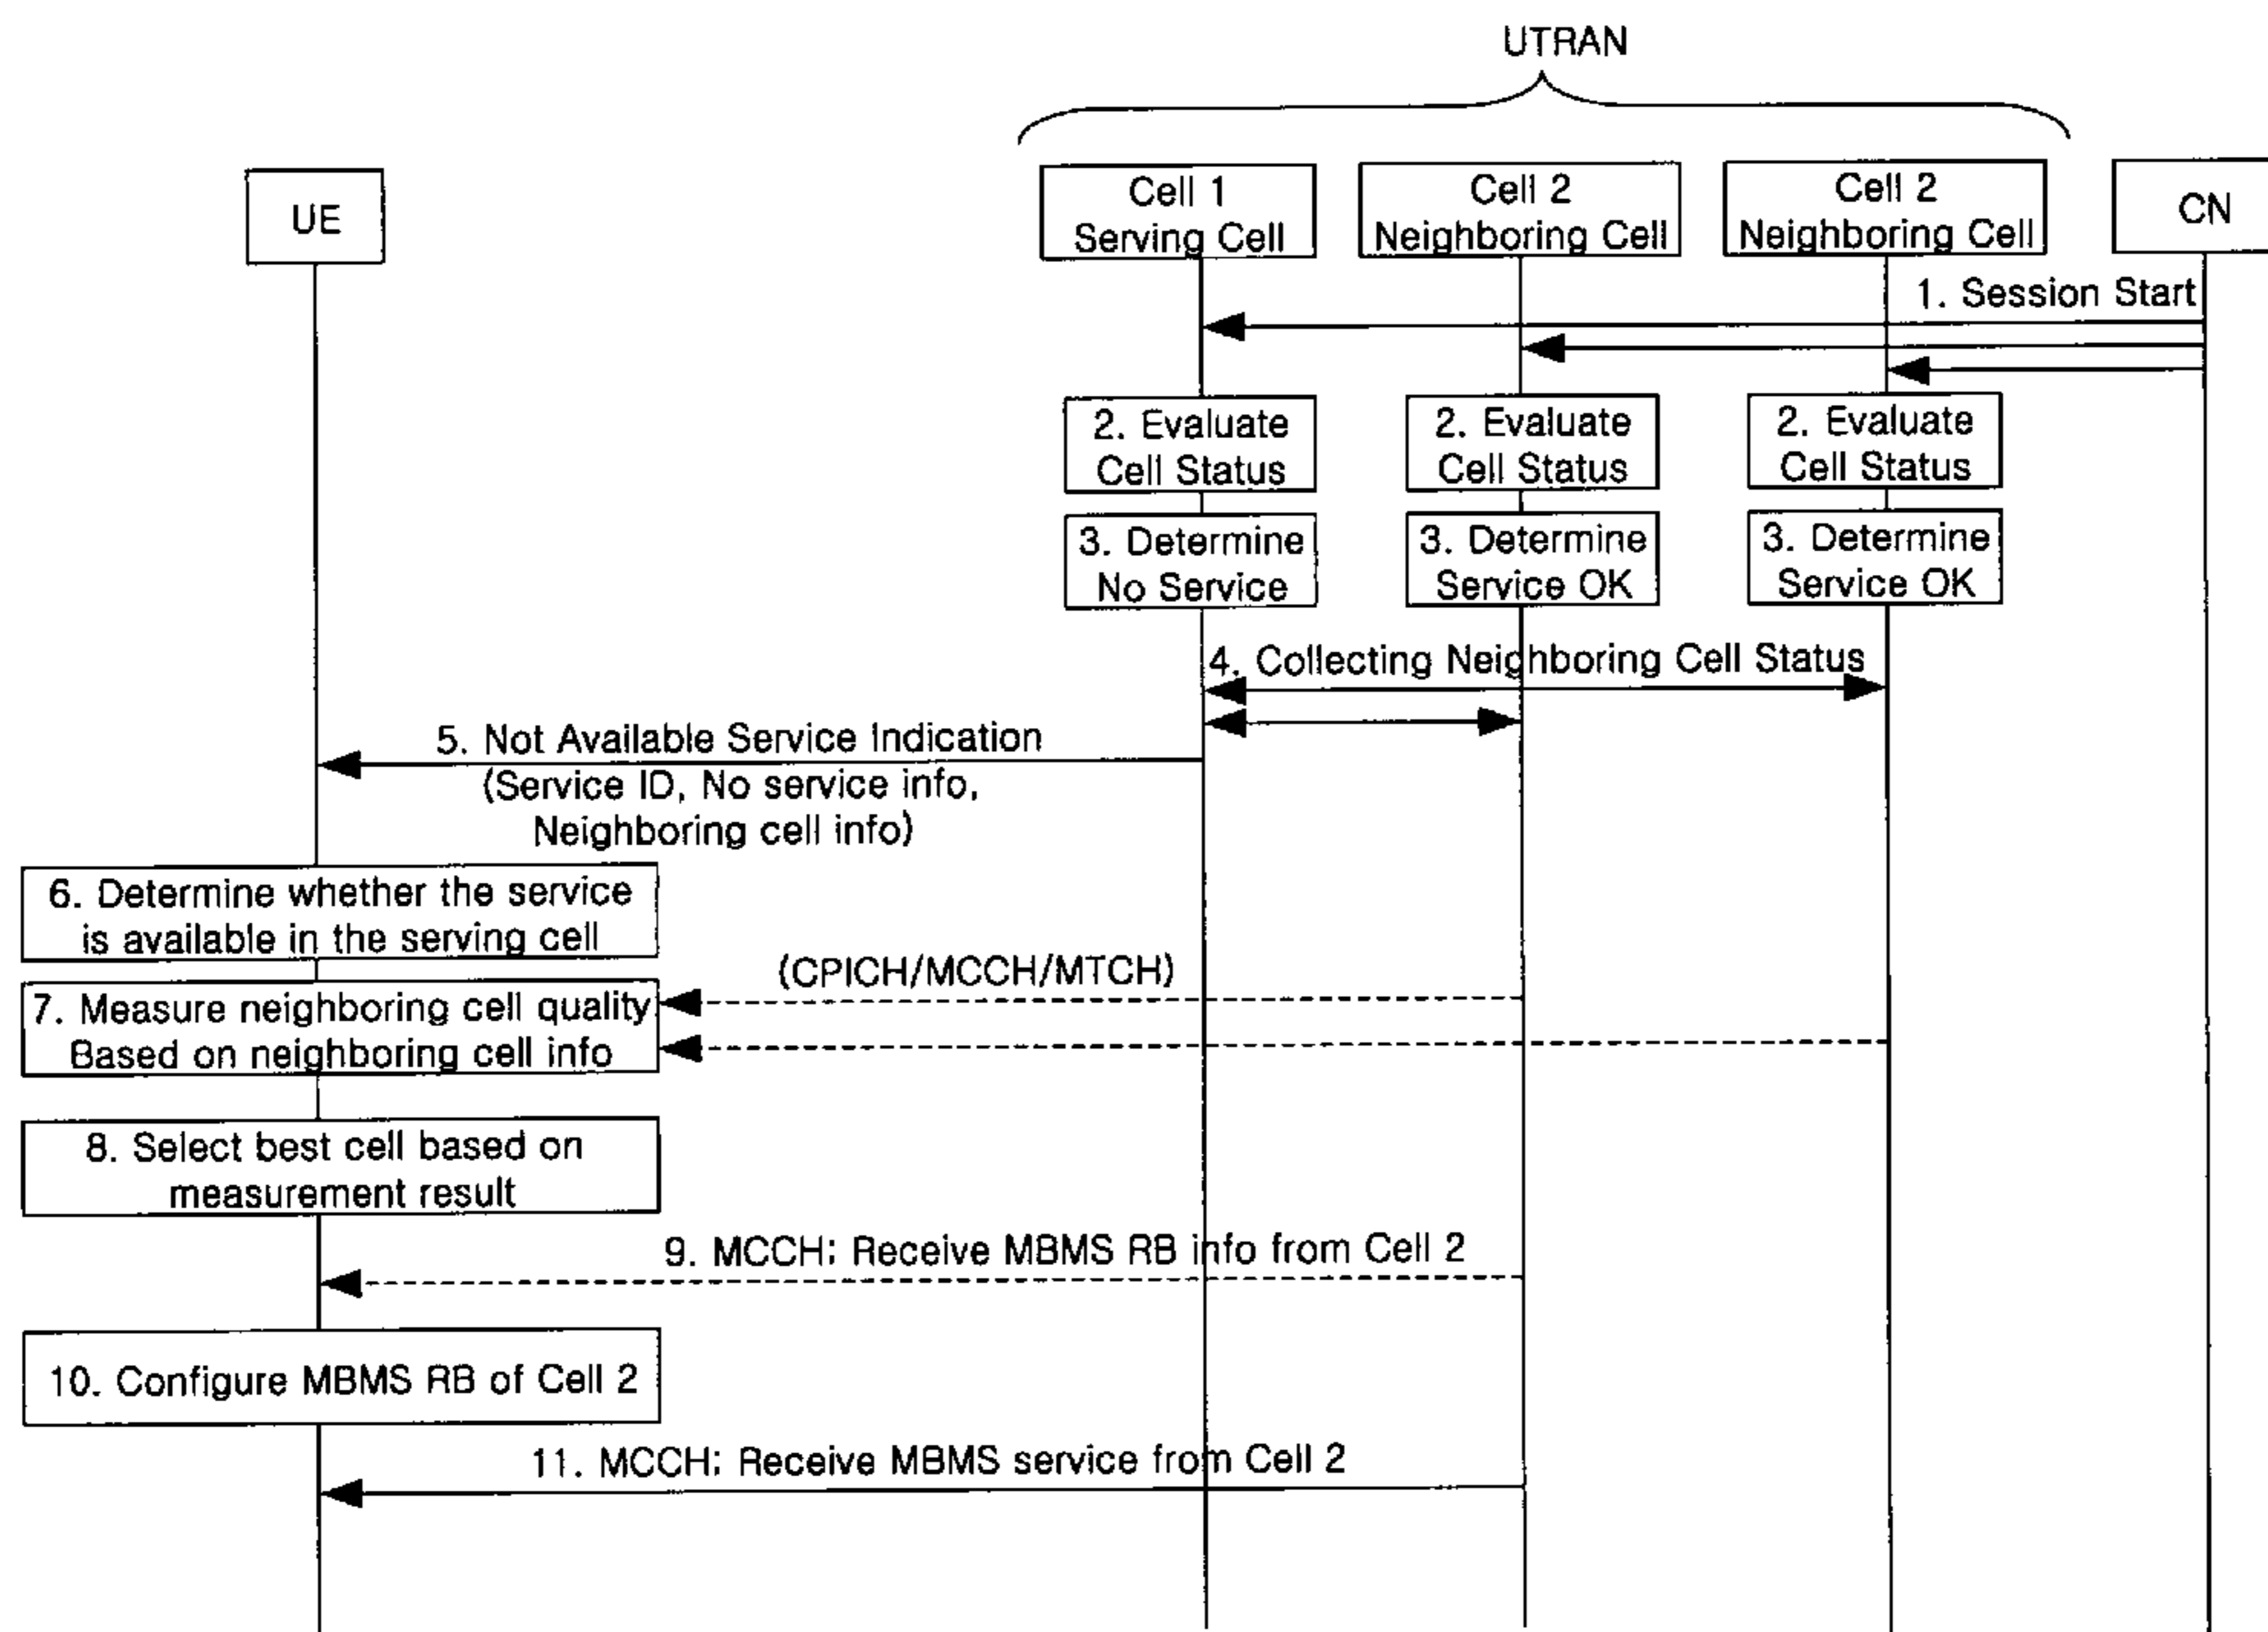 UTRAN
UE
Cell 1
Serving Cell
Cell 2
Neighboring Cell
Cell 2
Neighboring Cell
CN
1. Session Start
2. Evaluate
Cell Status
2. Evaluate
Cell Status
2. Evaluate
Cell Status
3. Determine
No Service
3. Determine
Service OK
3. Determine
Service OK
4. Collecting Neighboring Cell Status
5. Not Available Service Indication
(Service ID, No service info,
Neighboring cell info)
6. Determine whether the service
is available in the serving cell
(CPICH/MCCH/MTCH)
7. Measure neighboring cell quality
Based on neighboring cell info
8. Select best cell based on
measurement result
9. MCCH; Receive MBMS RB info from Cell 2
10. Configure MBMS RB of Cell 2
11. MCCH; Receive MBMS service from Cell 2